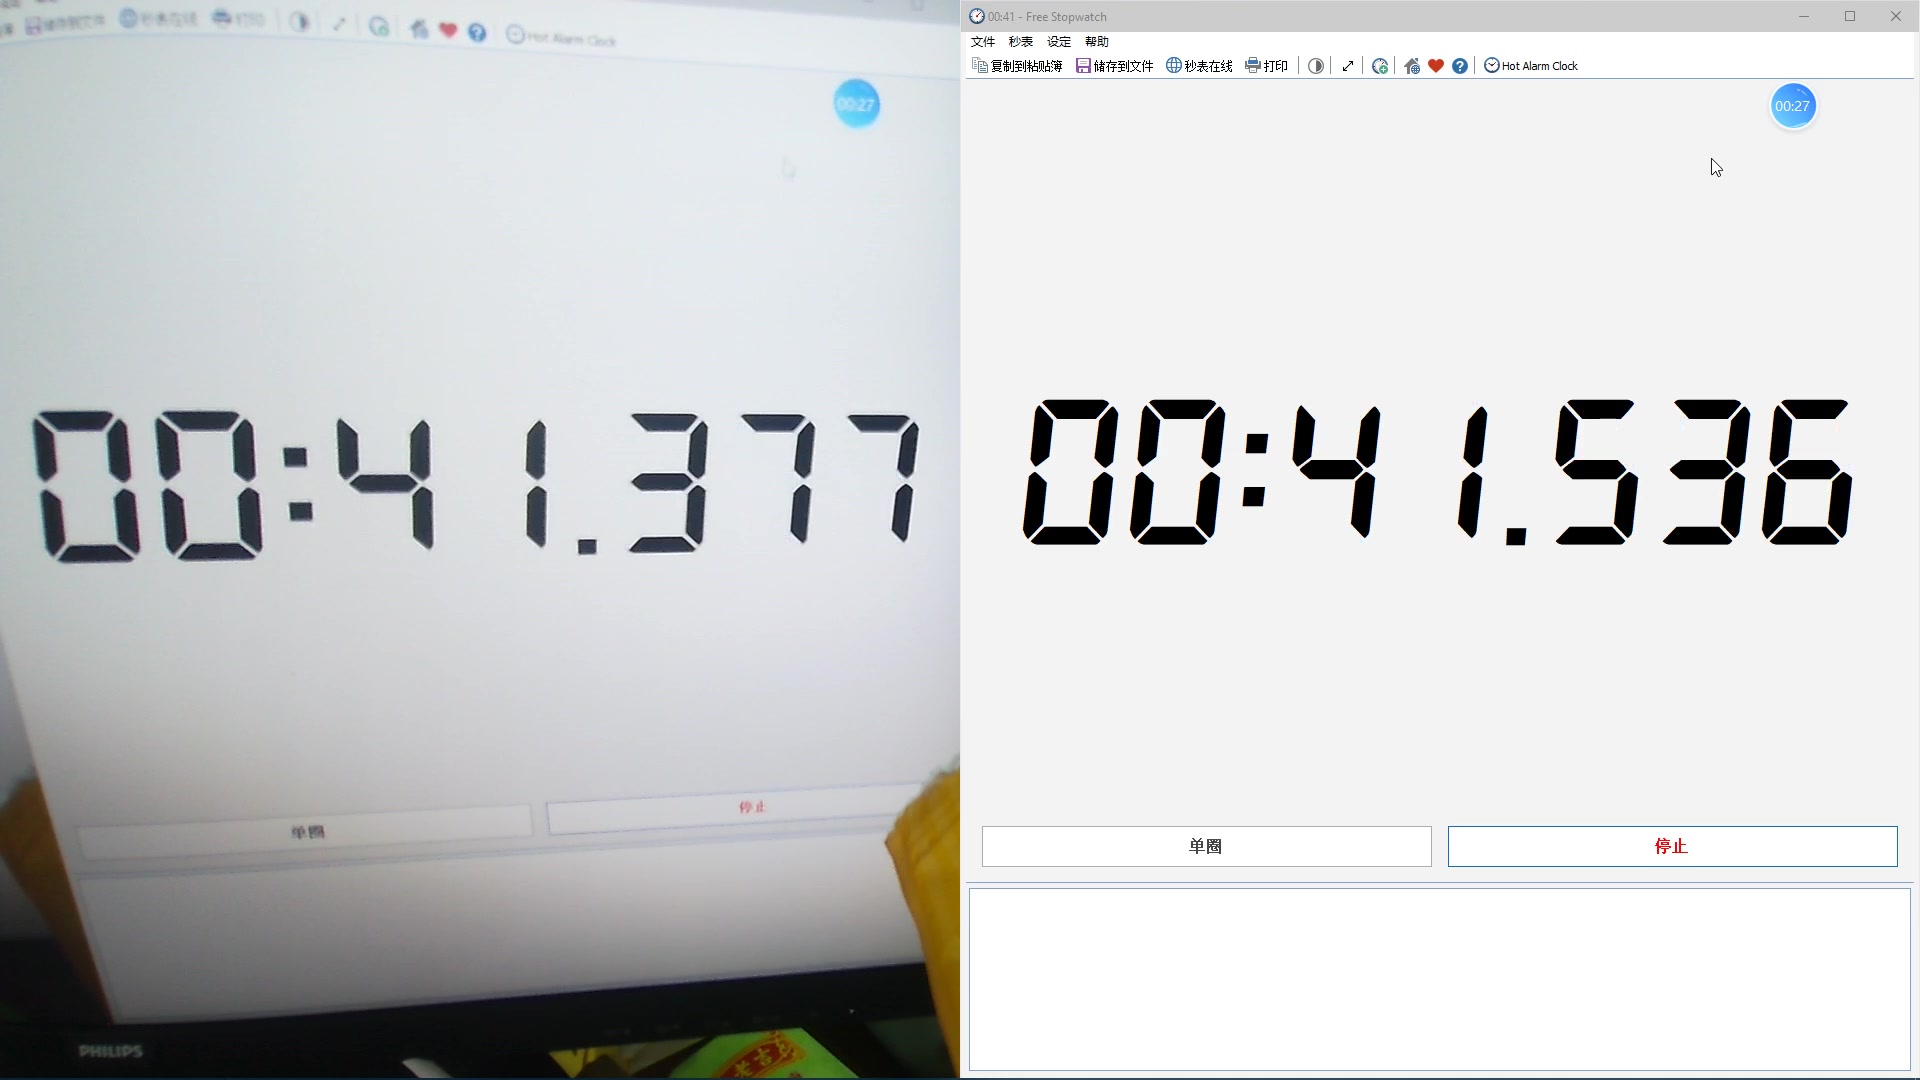 储存到文件 秒表在线 打印 Hot Alarm Clock
00:27
00:41.377
单圈 停止
PHILIPS
00:41 - Free Stopwatch
文件 秒表 设定 帮助
复制到粘贴簿 储存到文件 秒表在线 打印 Hot Alarm Clock
00:27
00:41.536
单圈 停止